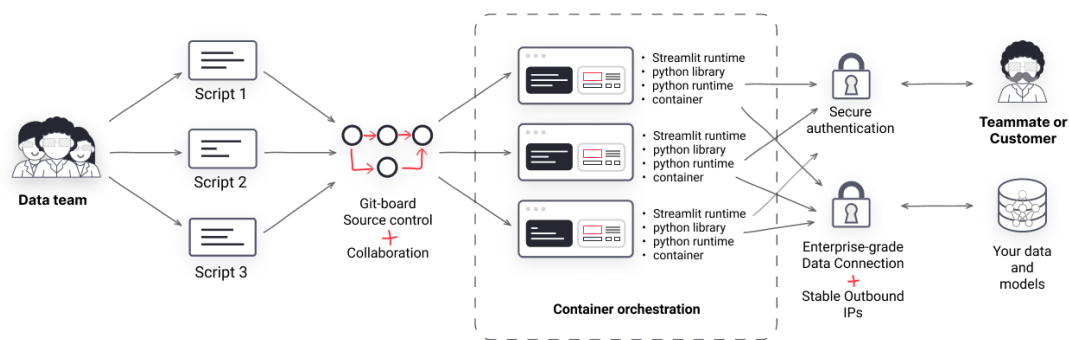 Data team
Script 1
Script 2
Script 3
Git-board
Source control
+
Collaboration
• Streamlit runtime
• python library
• python runtime
• container
• Streamlit runtime
• python library
• python runtime
• container
• Streamlit runtime
• python library
• python runtime
• container
Container orchestration
Secure
authentication
Enterprise-grade
Data Connection
+
Stable Outbound
IPs
Teammate or
Customer
Your data
and
models